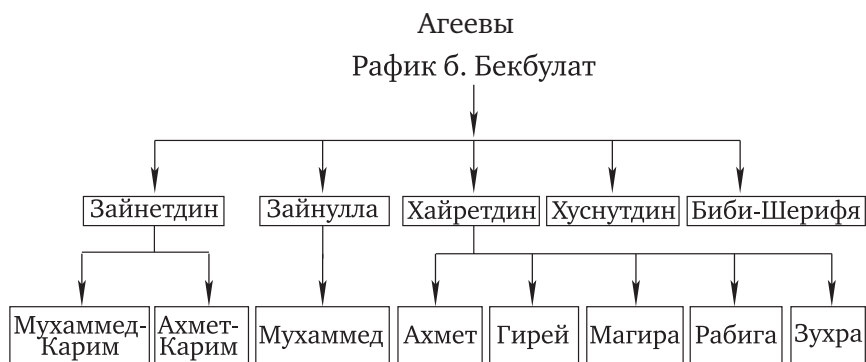 Агеевы
Рафик б. Бекбулат
Зайнетдин Зайнулла Хайретдин Хуснутдин Биби-Шерифя
Мухаммед-
Карим
Ахмет-
Карим
Мухаммед
Ахмет
Гирей
Магира
Рабига
Зухра